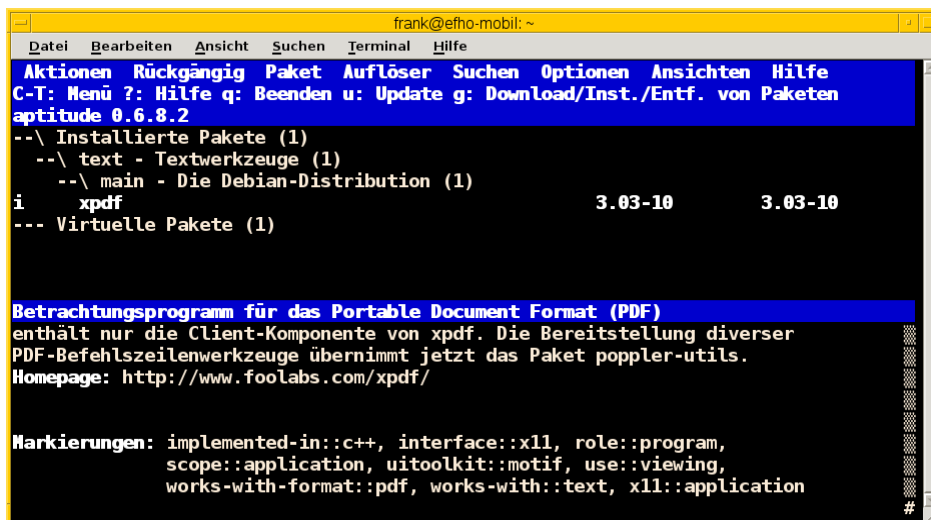 frank@efho-mobil: ~
Datei Bearbeiten Ansicht Suchen Terminal Hilfe
Aktionen Rückgängig Paket Auflöser Suchen Optionen Ansichten Hilfe
C-T: Menü ?: Hilfe q: Beenden u: Update g: Download/Inst./Entf. von Paketen
aptitude 0.6.8.2
--\ Installierte Pakete (1)
--\ text - Textwerkzeuge (1)
--\ main - Die Debian-Distribution (1)
i xpdf 3.03-10 3.03-10
--- Virtuelle Pakete (1)
Betrachtungsprogramm für das Portable Document Format (PDF)
enthält nur die Client-Komponente von xpdf. Die Bereitstellung diverser
PDF-Befehlszeilenwerkzeuge übernimmt jetzt das Paket poppler-utils.
Homepage: http://www.foolabs.com/xpdf/
Markierungen: implemented-in::c++, interface::x11, role::program,
scope::application, uitoolkit::motif, use::viewing,
works-with-format::pdf, works-with::text, x11::application
#